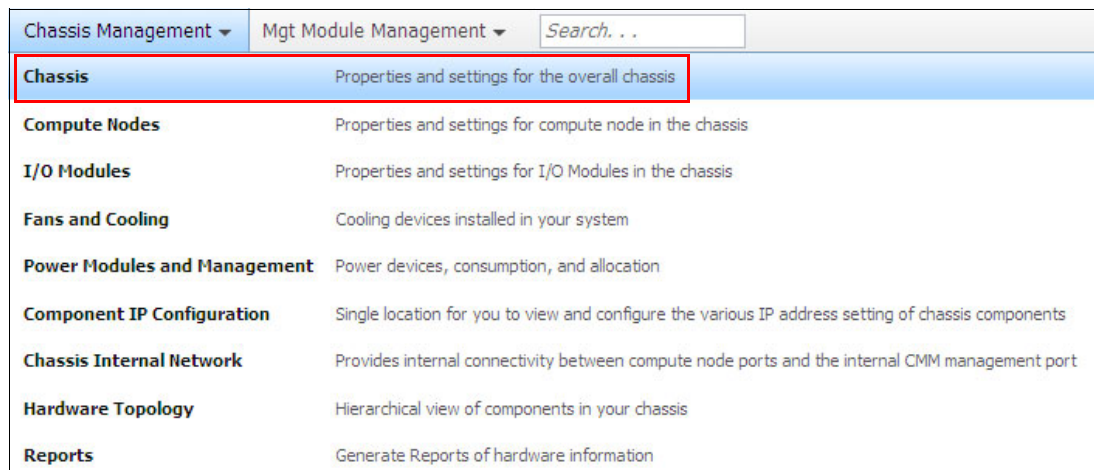 Chassis Management Mgt Module Management Search. . .
Chassis Properties and settings for the overall chassis
Compute Nodes Properties and settings for compute node in the chassis
I/O Modules Properties and settings for I/O Modules in the chassis
Fans and Cooling Cooling devices installed in your system
Power Modules and Management Power devices, consumption, and allocation
Component IP Configuration Single location for you to view and configure the various IP address setting of chassis components
Chassis Internal Network Provides internal connectivity between compute node ports and the internal CMM management port
Hardware Topology Hierarchical view of components in your chassis
Reports Generate Reports of hardware information